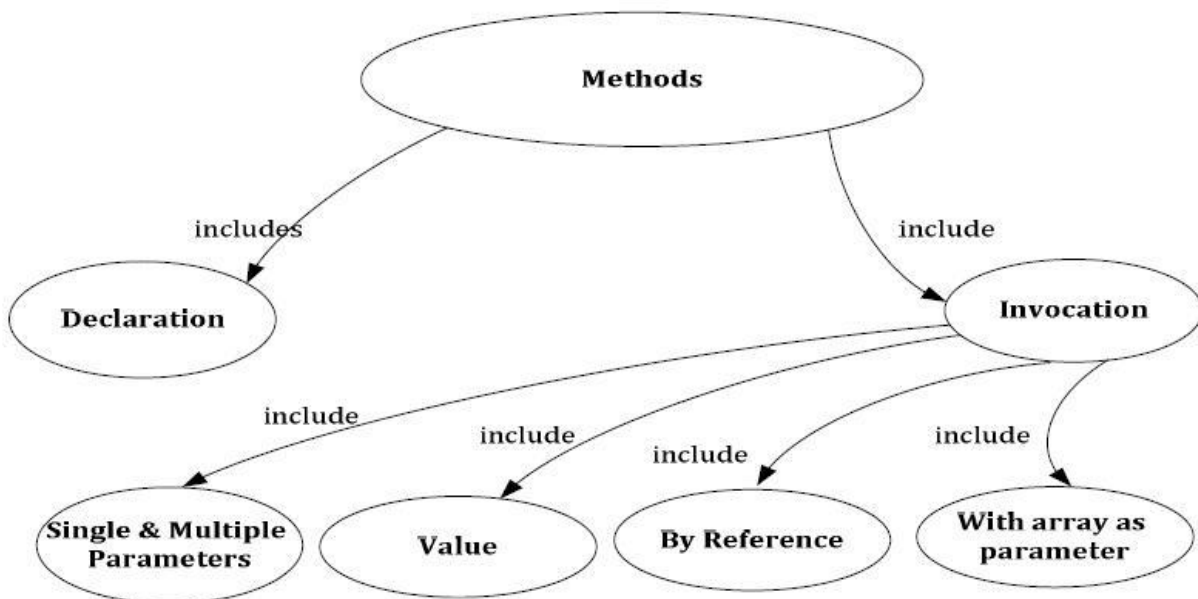 Methods
includes
include
Declaration
Invocation
include
include
include
include
Single & Multiple
Parameters
Value
By Reference
With array as
parameter